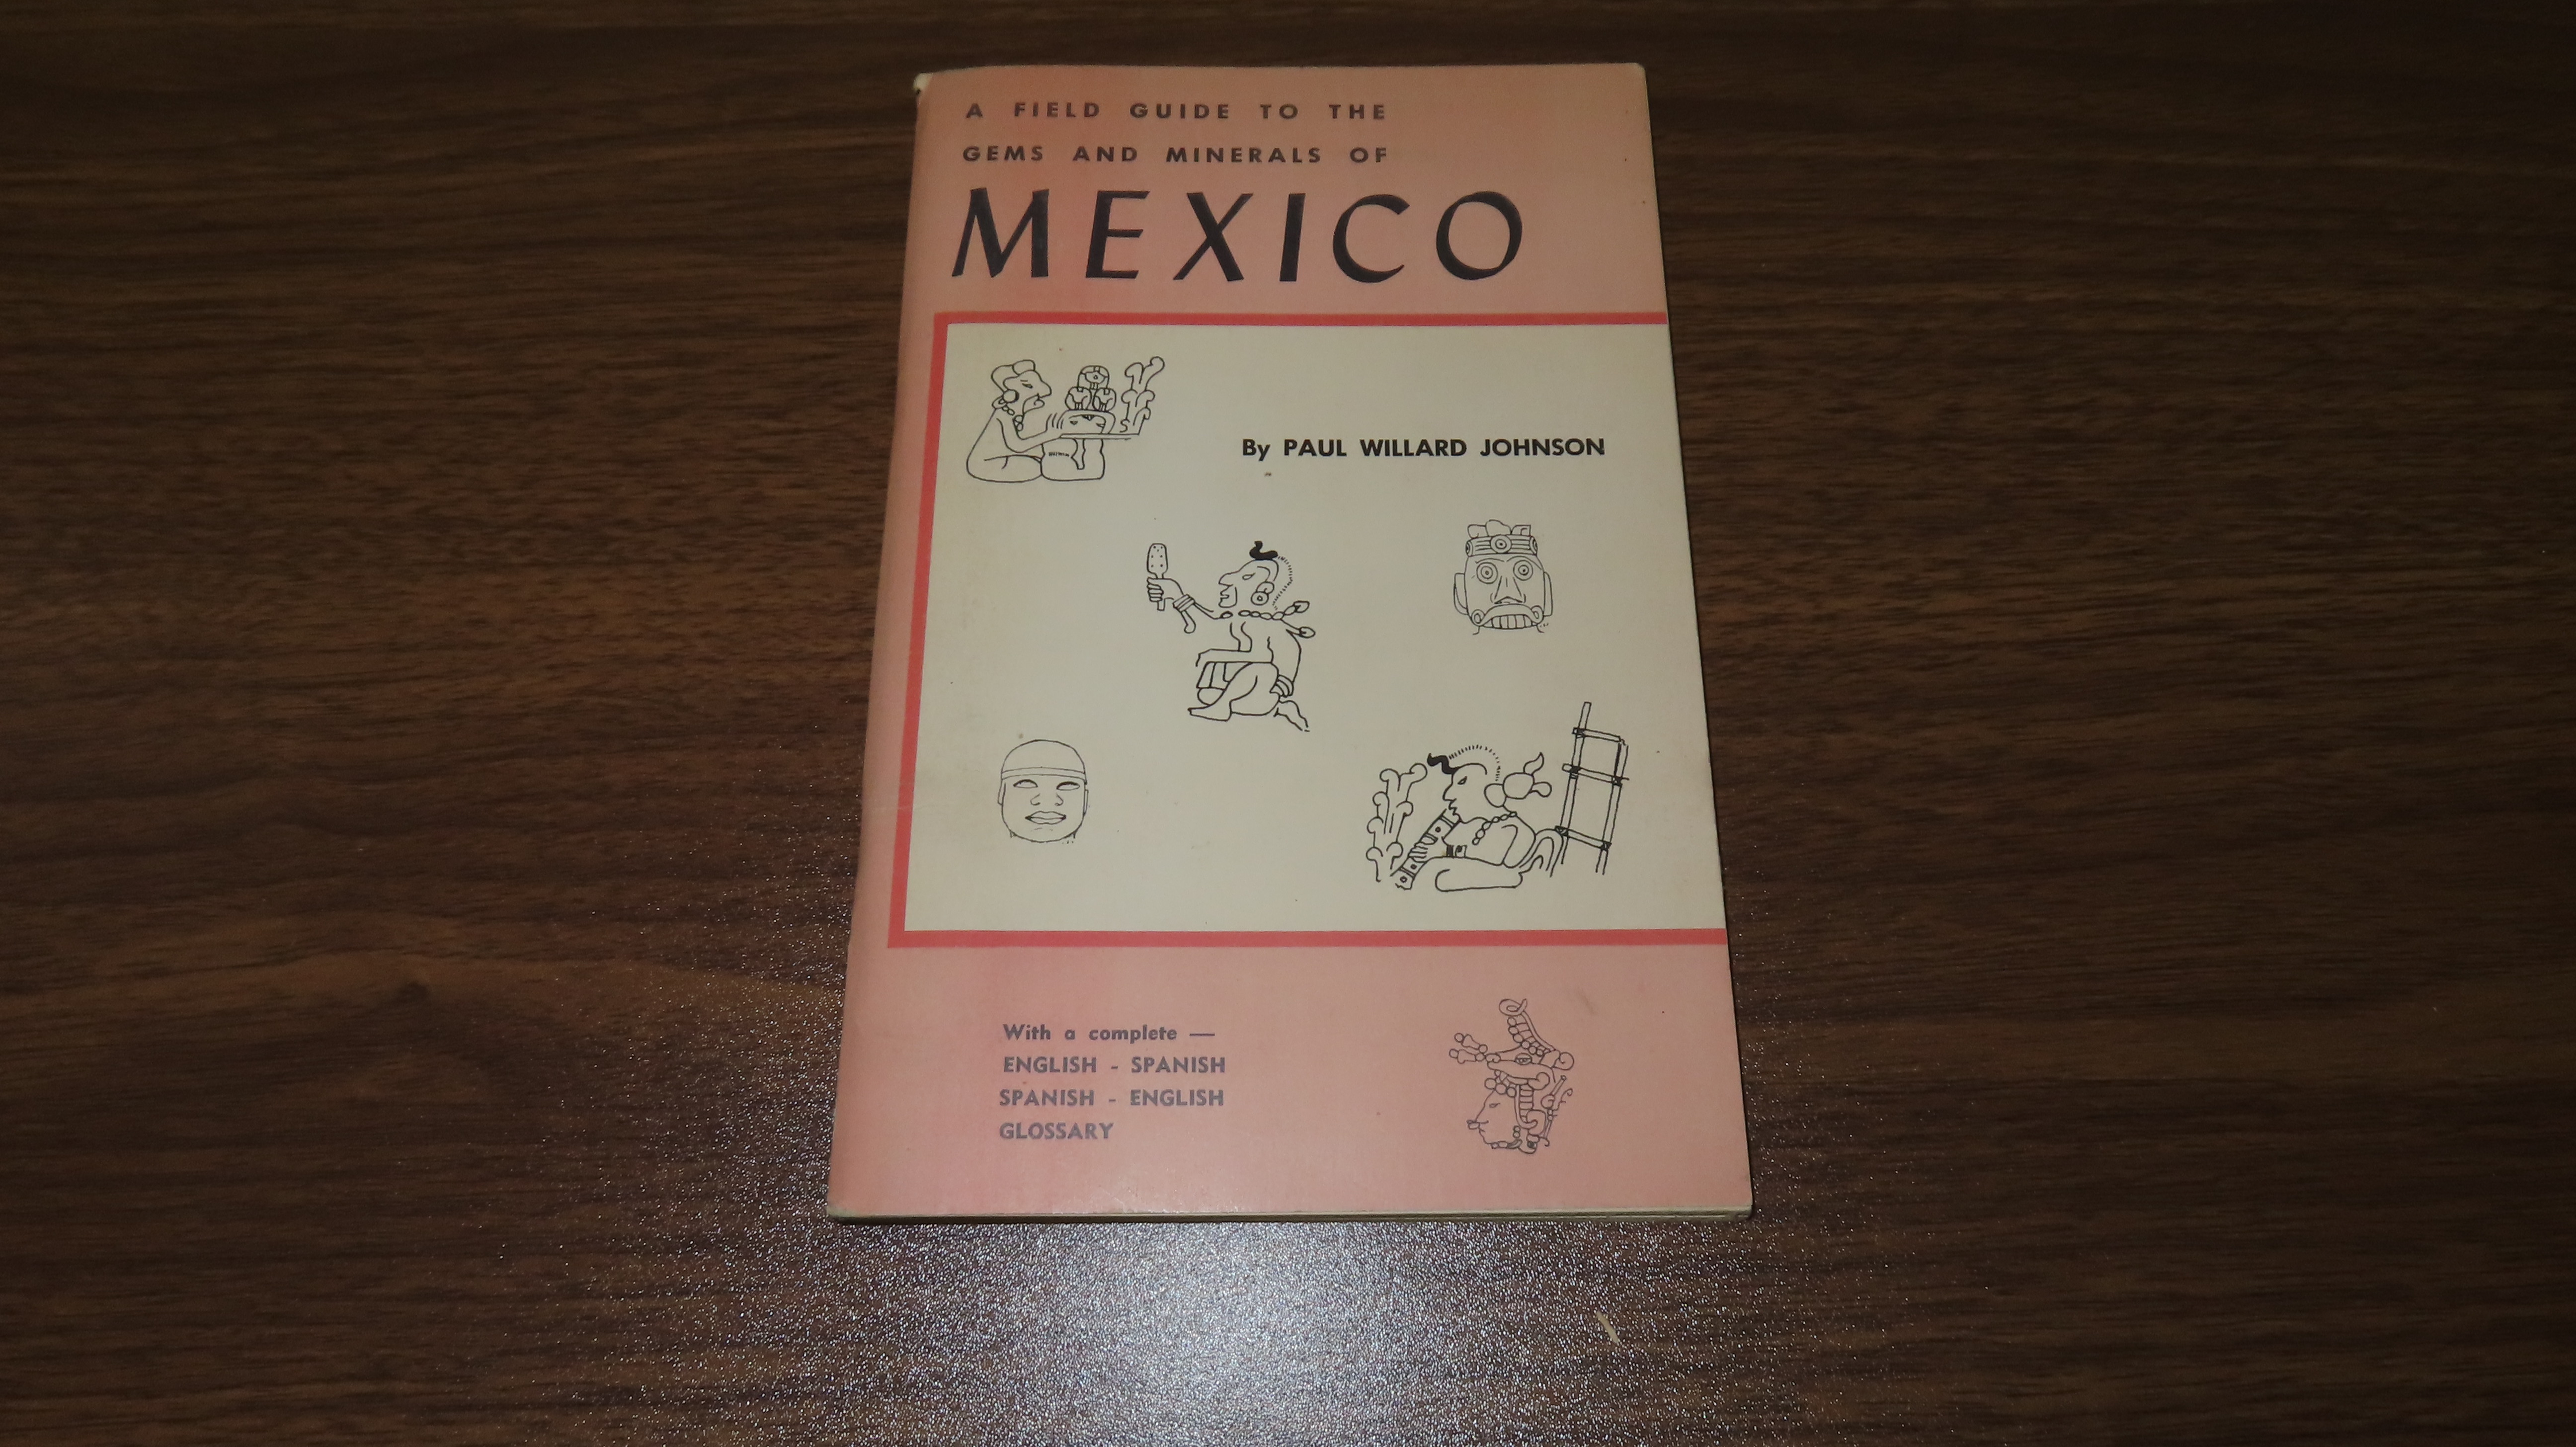 A FIELD GUIDE TO THE
GEMS AND MINERALS OF
MEXICO
By PAUL WILLARD JOHNSON
With a complete —
ENGLISH - SPANISH
SPANISH - ENGLISH
GLOSSARY